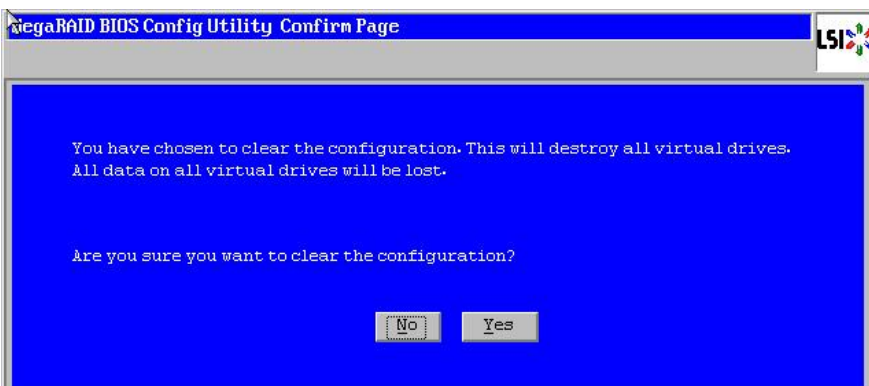 MegaRAID BIOS Config Utility Confirm Page
LSI
You have chosen to clear the configuration. This will destroy all virtual drives.
All data on all virtual drives will be lost.
Are you sure you want to clear the configuration?
No Yes